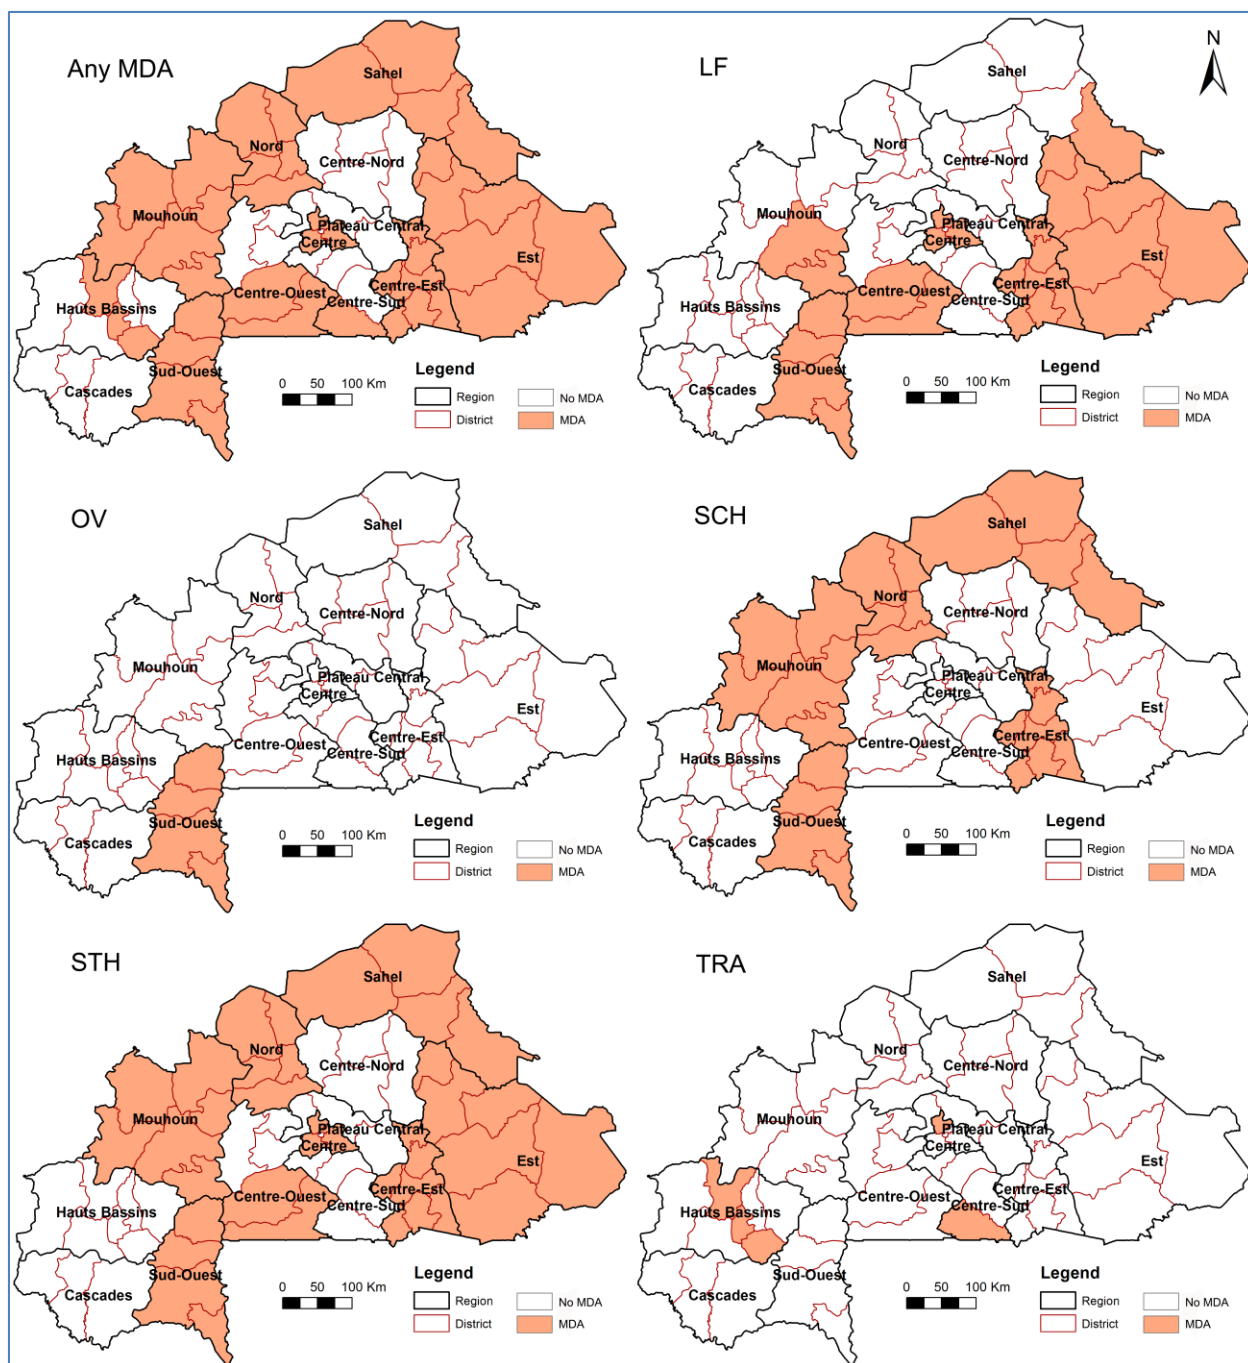 Any MDA
Sahel
Nord
Centre-Nord
Mouhoun
Plateau Central
Centre
Est
Hauts Bassins
Centre-Ouest
Centre-Est
Centre-Sud
Sud-Ouest
Cascades
0 50 100 Km
Legend
Region
No MDA
District
MDA
LF
N
Sahel
Nord
Centre-Nord
Mouhoun
Plateau Central
Centre
Est
Hauts Bassins
Centre-Ouest
Centre-Est
Centre-Sud
Sud-Ouest
Cascades
0 50 100 Km
Legend
Region
No MDA
District
MDA
OV
Sahel
Nord
Centre-Nord
Mouhoun
Plateau Central
Centre
Est
Hauts Bassins
Centre-Ouest
Centre-Est
Centre-Sud
Sud-Ouest
Cascades
0 50 100 Km
Legend
Region
No MDA
District
MDA
SCH
Sahel
Nord
Centre-Nord
Mouhoun
Plateau Central
Centre
Est
Hauts Bassins
Centre-Ouest
Centre-Est
Centre-Sud
Sud-Ouest
Cascades
0 50 100 Km
Legend
Region
No MDA
District
MDA
STH
Sahel
Nord
Centre-Nord
Mouhoun
Plateau Central
Centre
Est
Hauts Bassins
Centre-Ouest
Centre-Est
Centre-Sud
Sud-Ouest
Cascades
0 50 100 Km
Legend
Region
No MDA
District
MDA
TRA
Sahel
Nord
Centre-Nord
Mouhoun
Plateau Central
Centre
Est
Hauts Bassins
Centre-Ouest
Centre-Est
Centre-Sud
Sud-Ouest
Cascades
0 50 100 Km
Legend
Region
No MDA
District
MDA